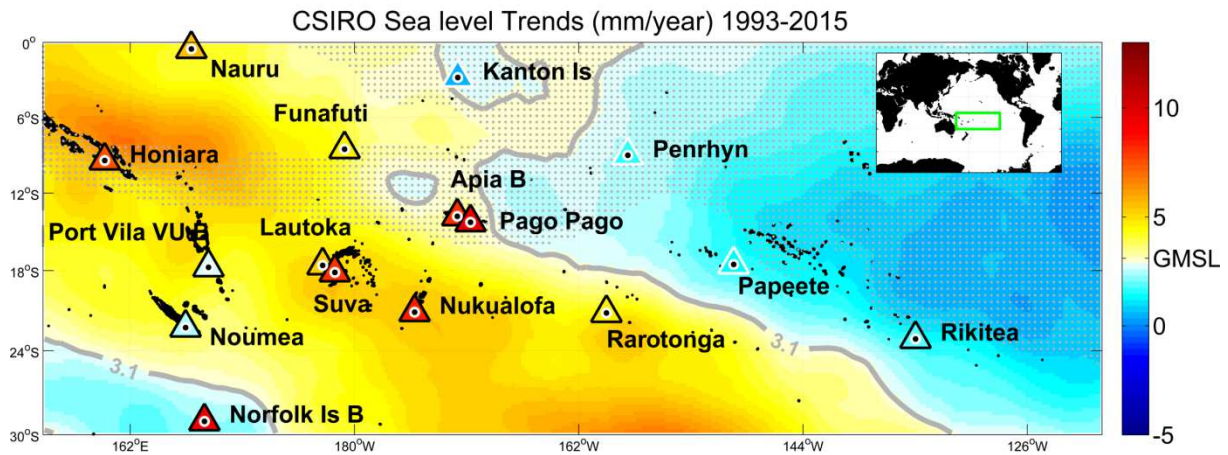 CSIRO Sea level Trends (mm/year) 1993-2015
0°
6°S
12°S
18°S
24°S
30°S
Nauru
Kanton Is
Funafuti
Honiara
Penrhyn
Apia B
Pago Pago
Port Vila VU B
Lautoka
Suva
Nukualofa
Papeete
Noumea
Rarotonga
3.1
Rikitea
3.1
Norfolk Is B
162°E
180°W
162°W
144°W
126°W
10
5
GMSL
0
-5